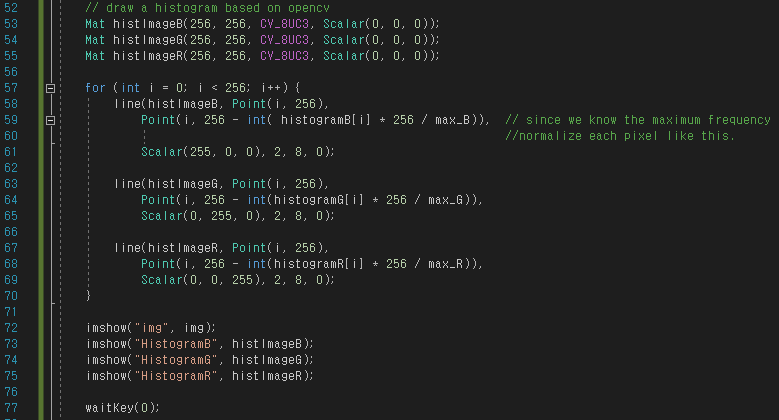 52 // draw a histogram based on opencv
53 Mat histImageB(256, 256, CV_8UC3, Scalar(0, 0, 0));
54 Mat histImageG(256, 256, CV_8UC3, Scalar(0, 0, 0));
55 Mat histImageR(256, 256, CV_8UC3, Scalar(0, 0, 0));
56
57 for (int i = 0; i < 256; i++) {
58 line(histImageB, Point(i, 256),
59 Point(i, 256 - int( histogramB[i] * 256 / max_B)), // since we know the maximum frequency
60 //normalize each pixel like this.
61 Scalar(255, 0, 0), 2, 8, 0);
62
63 line(histImageG, Point(i, 256),
64 Point(i, 256 - int(histogramG[i] * 256 / max_G)),
65 Scalar(0, 255, 0), 2, 8, 0);
66
67 line(histImageR, Point(i, 256),
68 Point(i, 256 - int(histogramR[i] * 256 / max_R)),
69 Scalar(0, 0, 255), 2, 8, 0);
70 }
71
72 imshow("img", img);
73 imshow("HistogramB", histImageB);
74 imshow("HistogramG", histImageG);
75 imshow("HistogramR", histImageR);
76
77 waitKey(0);